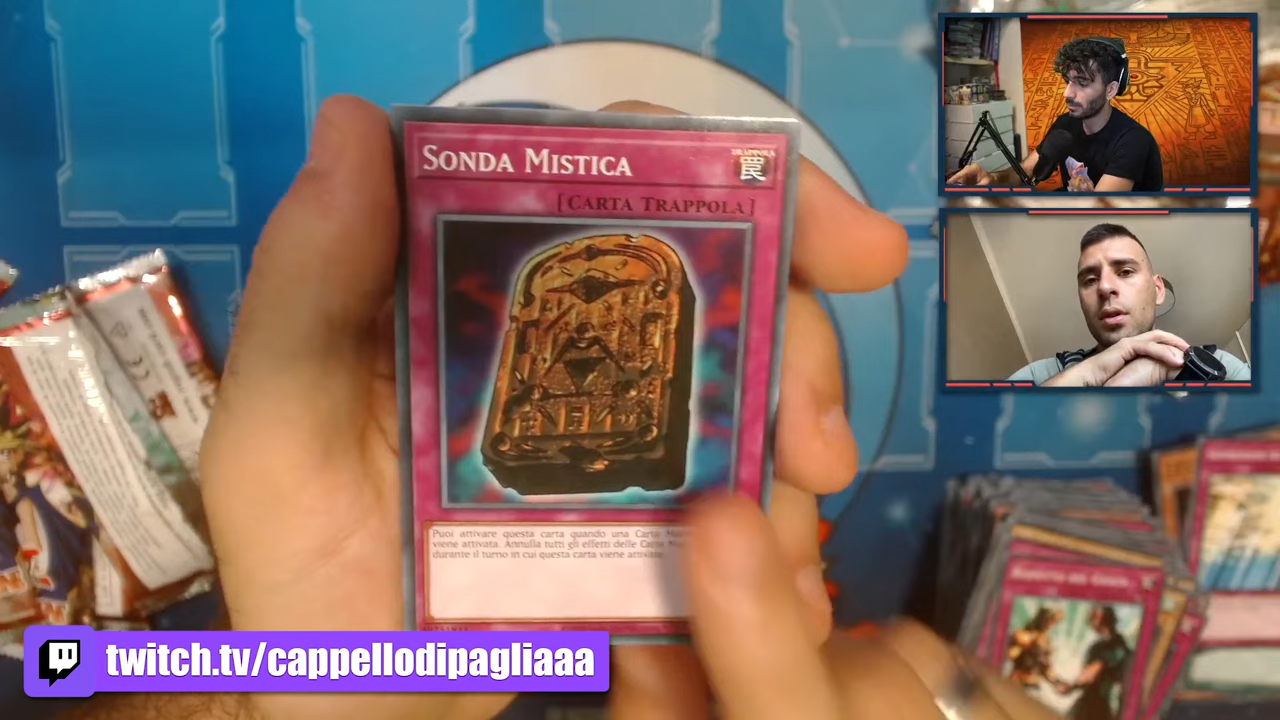 SONDA MISTICA
TRAPPOLA
罠
[CARTA TRAPPOLA]
Puoi attivare questa carta quando una Carta
viene attivata. Annulla tutti gli effetti delle Carte
durante il turno in cui questa carta viene attivata.
twitch.tv/cappellodipagliaaa